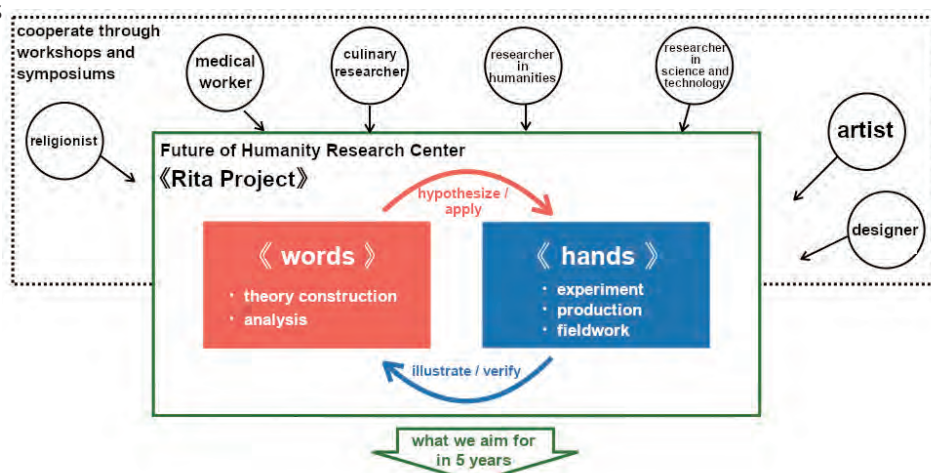 cooperate through
workshops and
symposiums
medical
worker
culinary
researcher
researcher
in
humanities
researcher
in
science and
technology
religionist
artist
designer
Future of Humanity Research Center
《Rita Project》
hypothesize /
apply
《 words 》
・ theory construction
・ analysis
《 hands 》
・ experiment
・ production
・ fieldwork
illustrate / verify
what we aim for
in 5 years